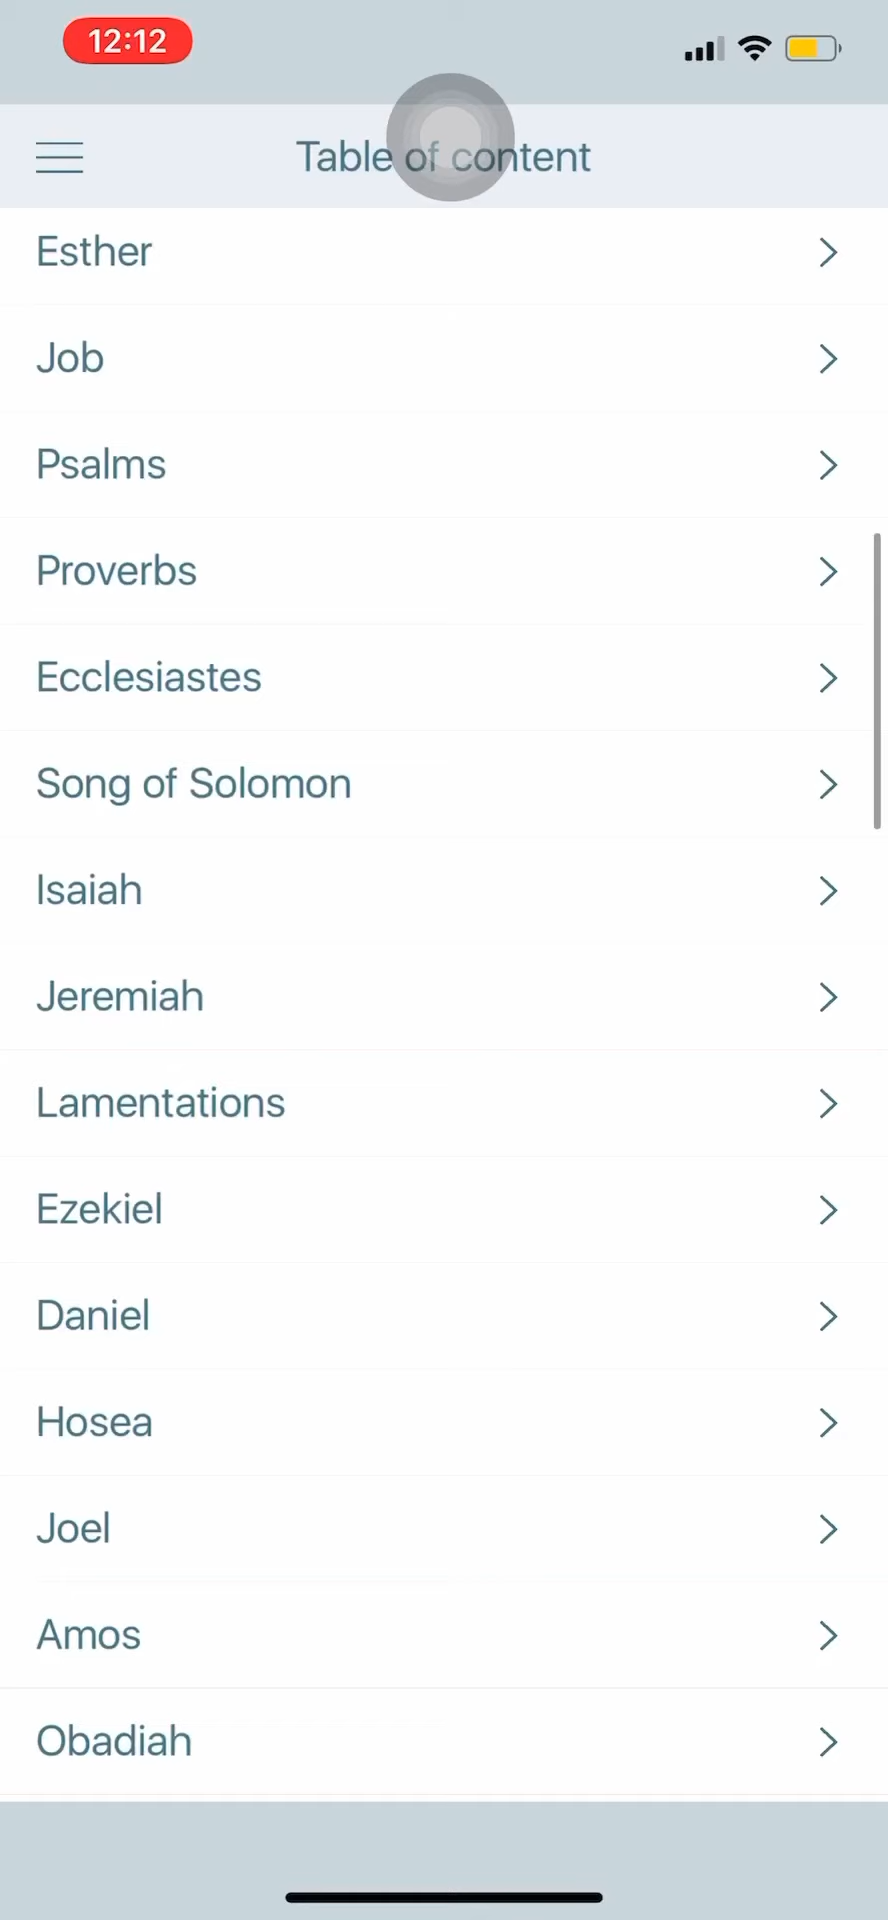 12:12
Table of content
Esther
Job
Psalms
Proverbs
Ecclesiastes
Song of Solomon
Isaiah
Jeremiah
Lamentations
Ezekiel
Daniel
Hosea
Joel
Amos
Obadiah